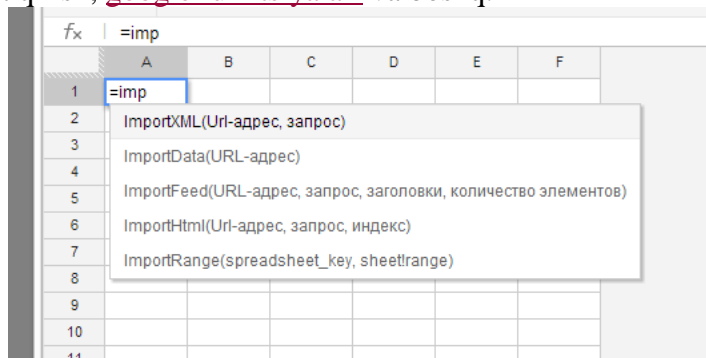 fx =imp
A B C D E F
1 =imp
2 ImportXML(Url-адрес, запрос)
3 ImportData(URL-адрес)
4
5 ImportFeed(URL-адрес, запрос, заголовки, количество элементов)
6 ImportHtml(Url-адрес, запрос, индекс)
7 ImportRange(spreadsheet_key, sheet!range)
8
9
10